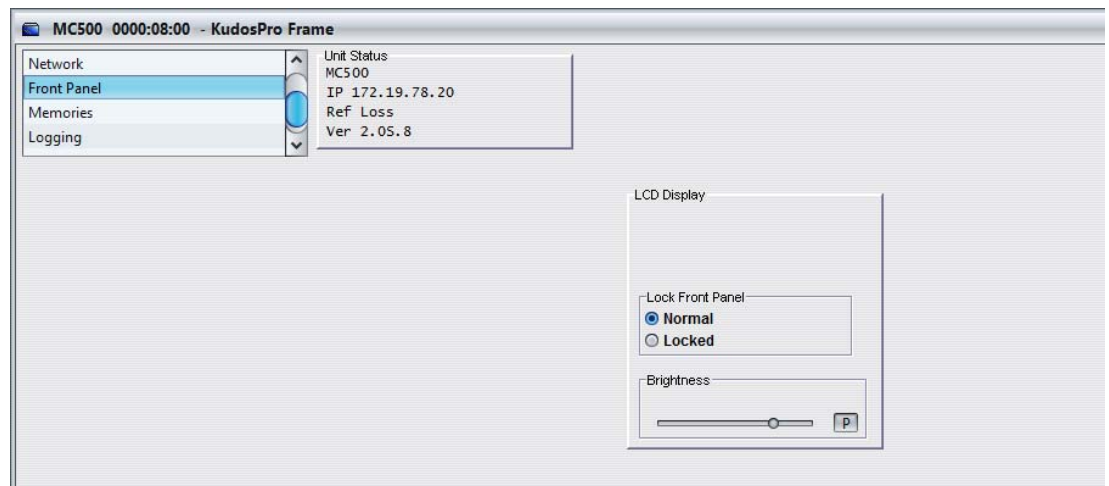 MC500 0000:08:00 - KudosPro Frame
Network
Front Panel
Memories
Logging
Unit Status
MC500
IP 172.19.78.20
Ref Loss
Ver 2.0S.8
LCD Display
Lock Front Panel
Normal
Locked
Brightness
P